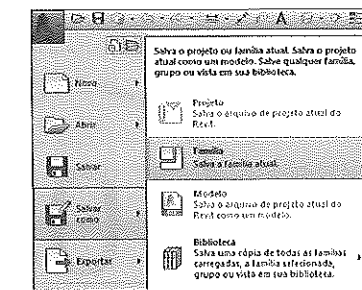 A
Novo
Abrir
Salvar
Salvar como
Exportar
Salva o projeto ou família atual. Salva o projeto
atual como um modelo. Salve qualquer família,
grupo ou vista em sua biblioteca.
Projeto
Salva o arquivo de projeto atual do
Revit.
Família
Salva a família atual.
Modelo
Salva o arquivo de projeto atual do
Revit como um modelo.
Biblioteca
Salva uma cópia de todas as famílias
carregadas, a família selecionada,
grupo ou vista em sua biblioteca.